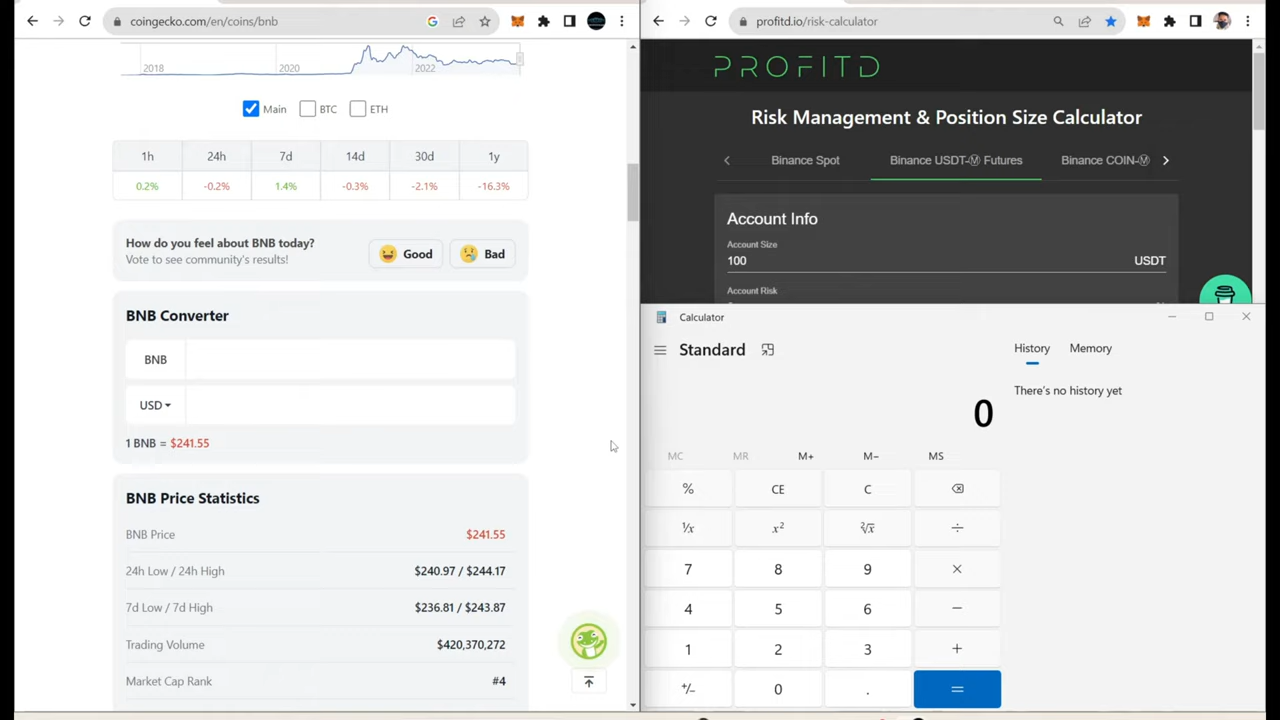 coingecko.com/en/coins/bnb
2018
2020
2022
Main
BTC
ETH
1h
24h
7d
14d
30d
1y
0.2%
-0.2%
1.4%
-0.3%
-2.1%
-16.3%
How do you feel about BNB today?
Vote to see community's results!
Good
Bad
BNB Converter
BNB
USD
1 BNB = $241.55
BNB Price Statistics
BNB Price
$241.55
24h Low / 24h High
$240.97 / $244.17
7d Low / 7d High
$236.81 / $243.87
Trading Volume
$420,370,272
Market Cap Rank
#4
profitd.io/risk-calculator
PROFITD
Risk Management & Position Size Calculator
Binance Spot
Binance USDT-Ⓜ Futures
Binance COIN-Ⓜ
Account Info
Account Size
100
USDT
Account Risk
Calculator
Standard
History
Memory
There's no history yet
0
MC
MR
M+
M−
MS
%
CE
C
⅟x
x²
²√x
÷
7
8
9
×
4
5
6
−
1
2
3
+
+/−
0
.
=